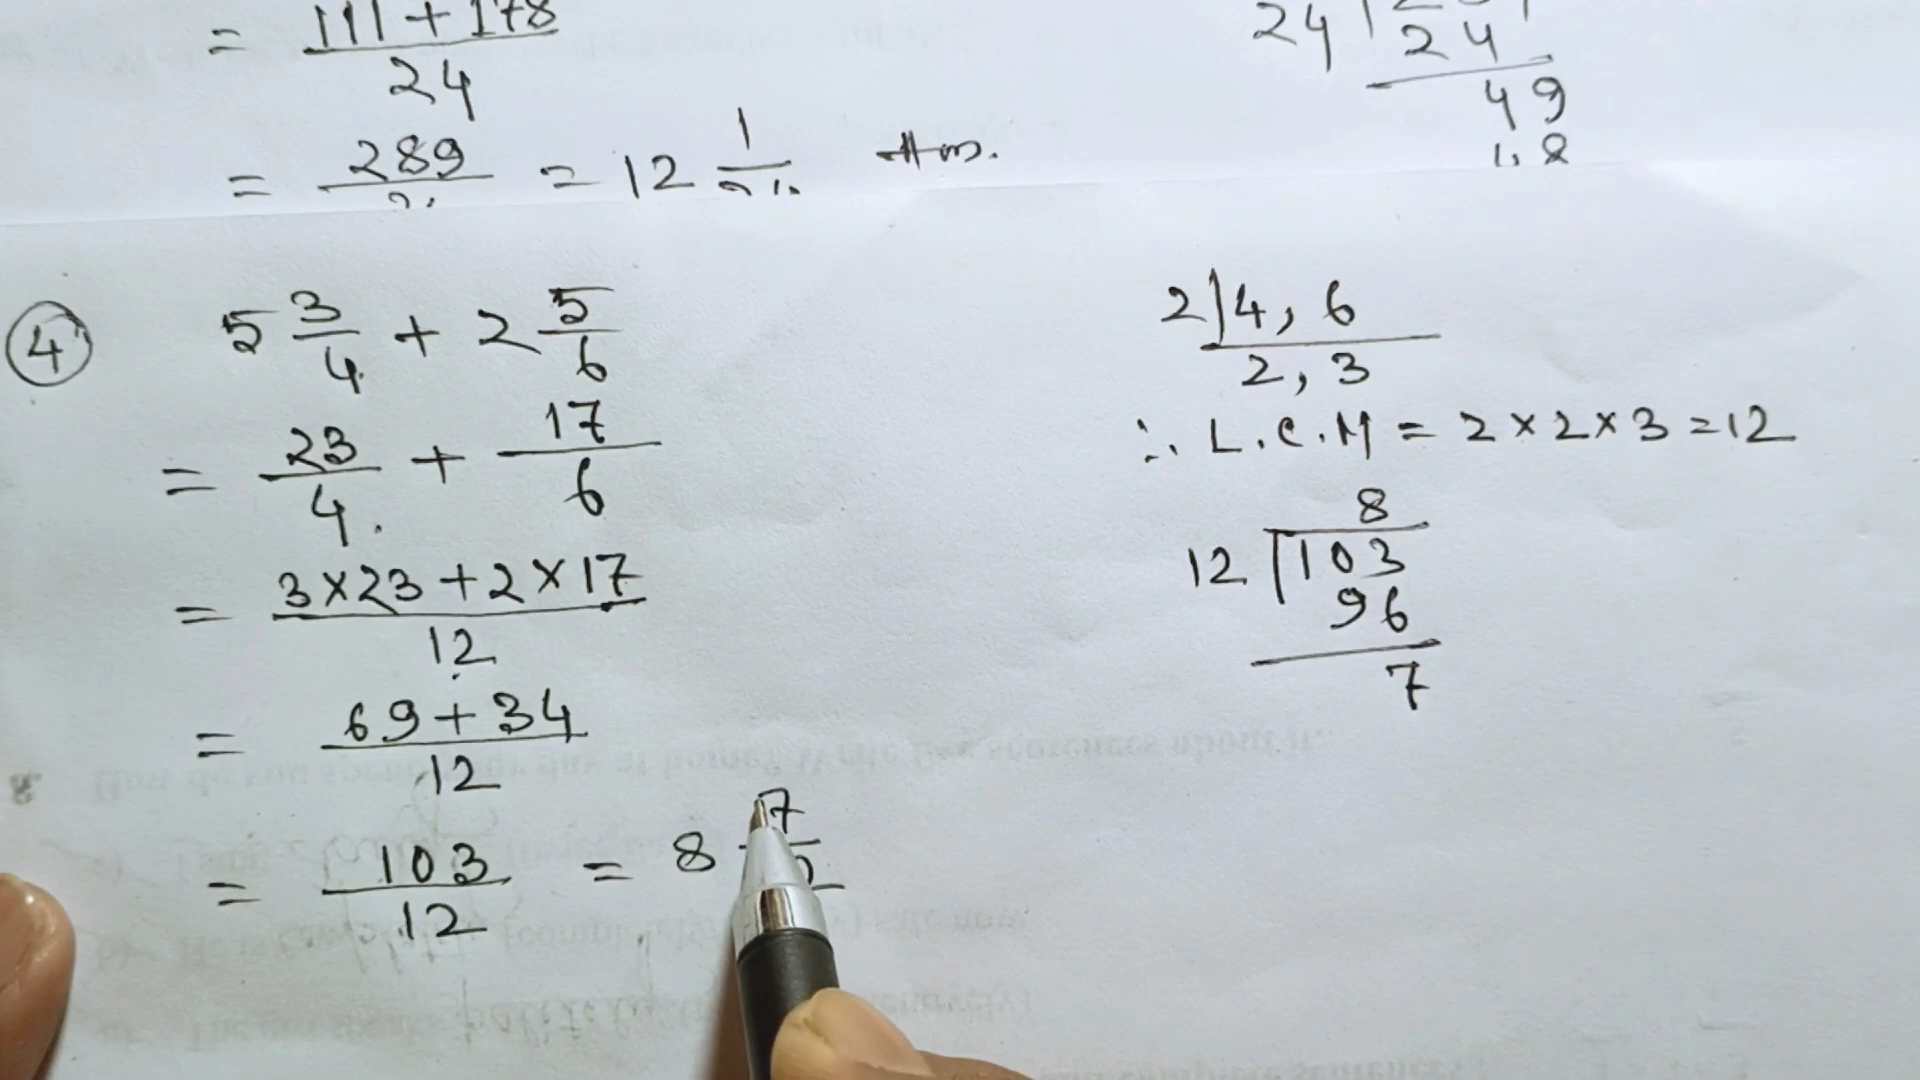 = 111 + 178 / 24
= 289 / = 12 1/ Ans.
24
24
49
④ 5 3/4 + 2 5/6
= 23/4 + 17/6
= 3 × 23 + 2 × 17 / 12
= 69 + 34 / 12
= 103 / 12 = 8 7/
2 | 4, 6
2, 3
∴ L.C.M = 2 × 2 × 3 = 12
8
12 | 103
96
7